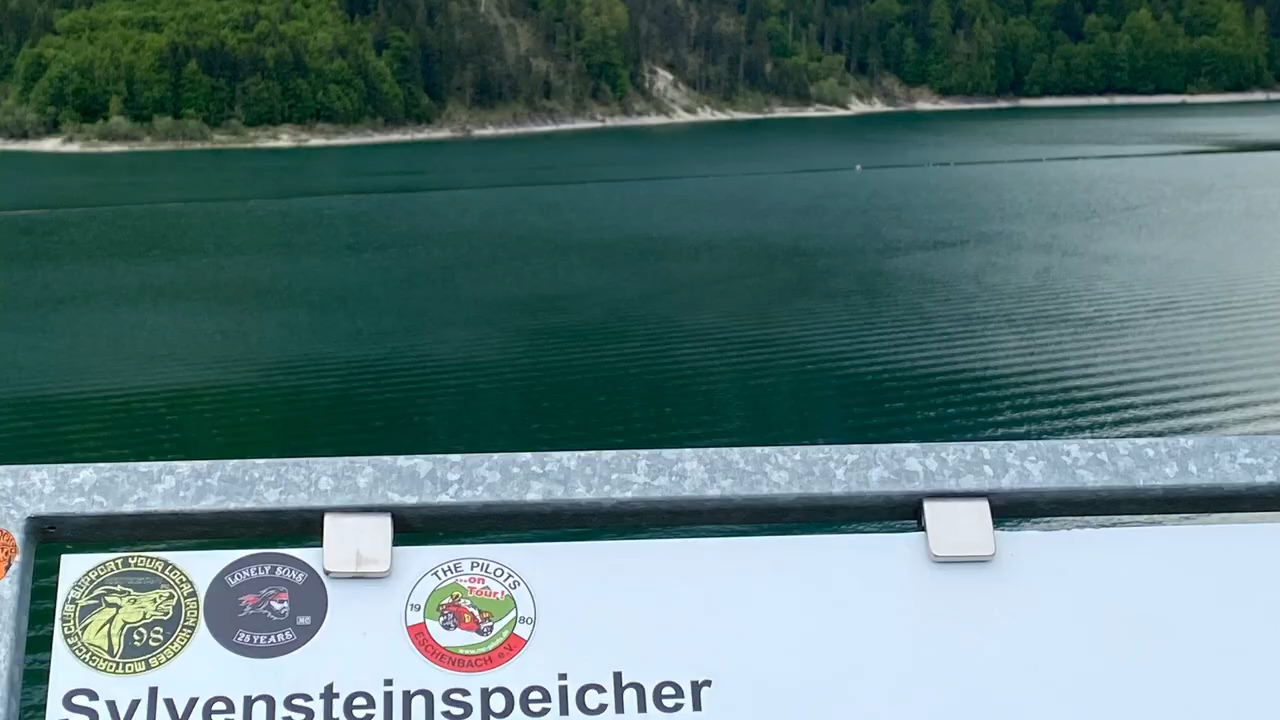 SUPPORT YOUR LOCAL IRON HORSES MOTORCYCLE CLUB
98
LONELY SONS
MC
25 YEARS
THE PILOTS
...on
Tour!
19 80
ESCHENBACH e.V.
Sylvensteinspeicher